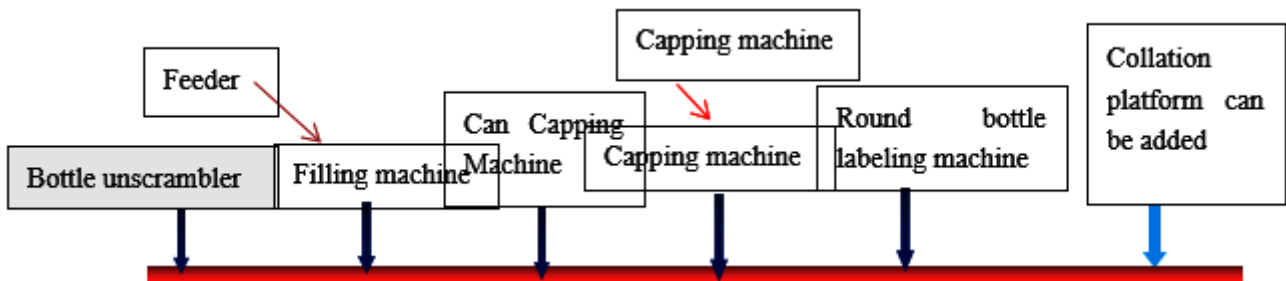 Feeder
Capping machine
Collation
platform can
be added
Bottle unscrambler
Filling machine
Can Capping
Machine
Capping machine
Round bottle
labeling machine